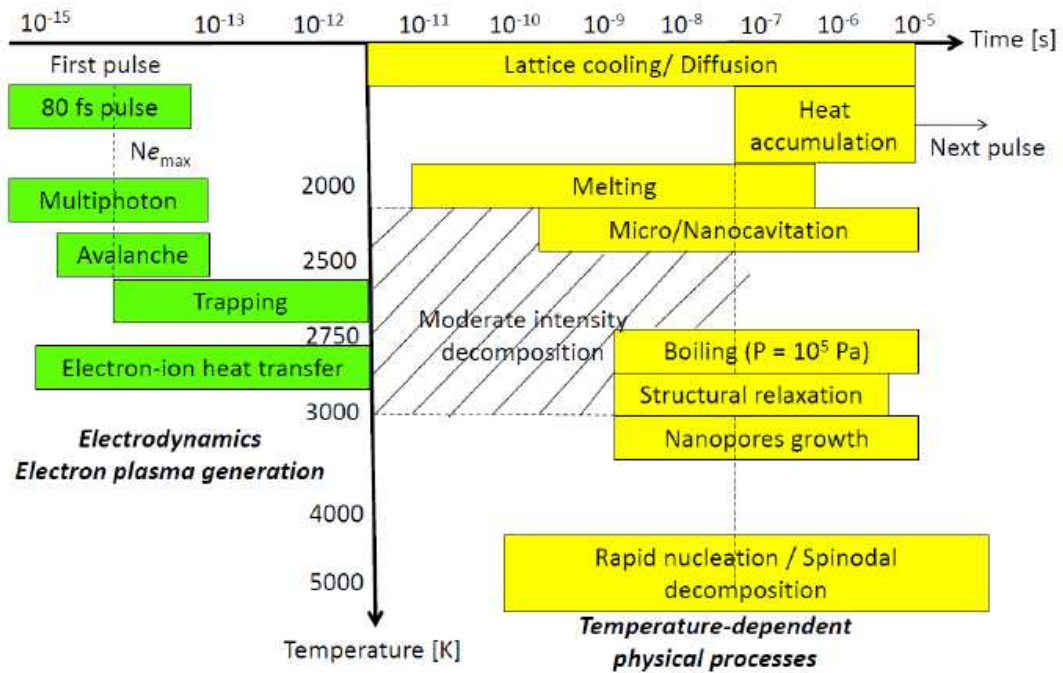 10⁻¹⁵ 10⁻¹³ 10⁻¹² 10⁻¹¹ 10⁻¹⁰ 10⁻⁹ 10⁻⁸ 10⁻⁷ 10⁻⁶ 10⁻⁵
Time [s]
First pulse
Lattice cooling/ Diffusion
80 fs pulse
Heat
accumulation
Next pulse
Ne_max
2000
Melting
Multiphoton
Micro/Nanocavitation
Avalanche
2500
Trapping
Moderate intensity
decomposition
2750
Boiling (P = 10⁵ Pa)
Electron-ion heat transfer
Structural relaxation
3000
Nanopores growth
Electrodynamics
Electron plasma generation
4000
Rapid nucleation / Spinodal
decomposition
5000
Temperature [K]
Temperature-dependent
physical processes